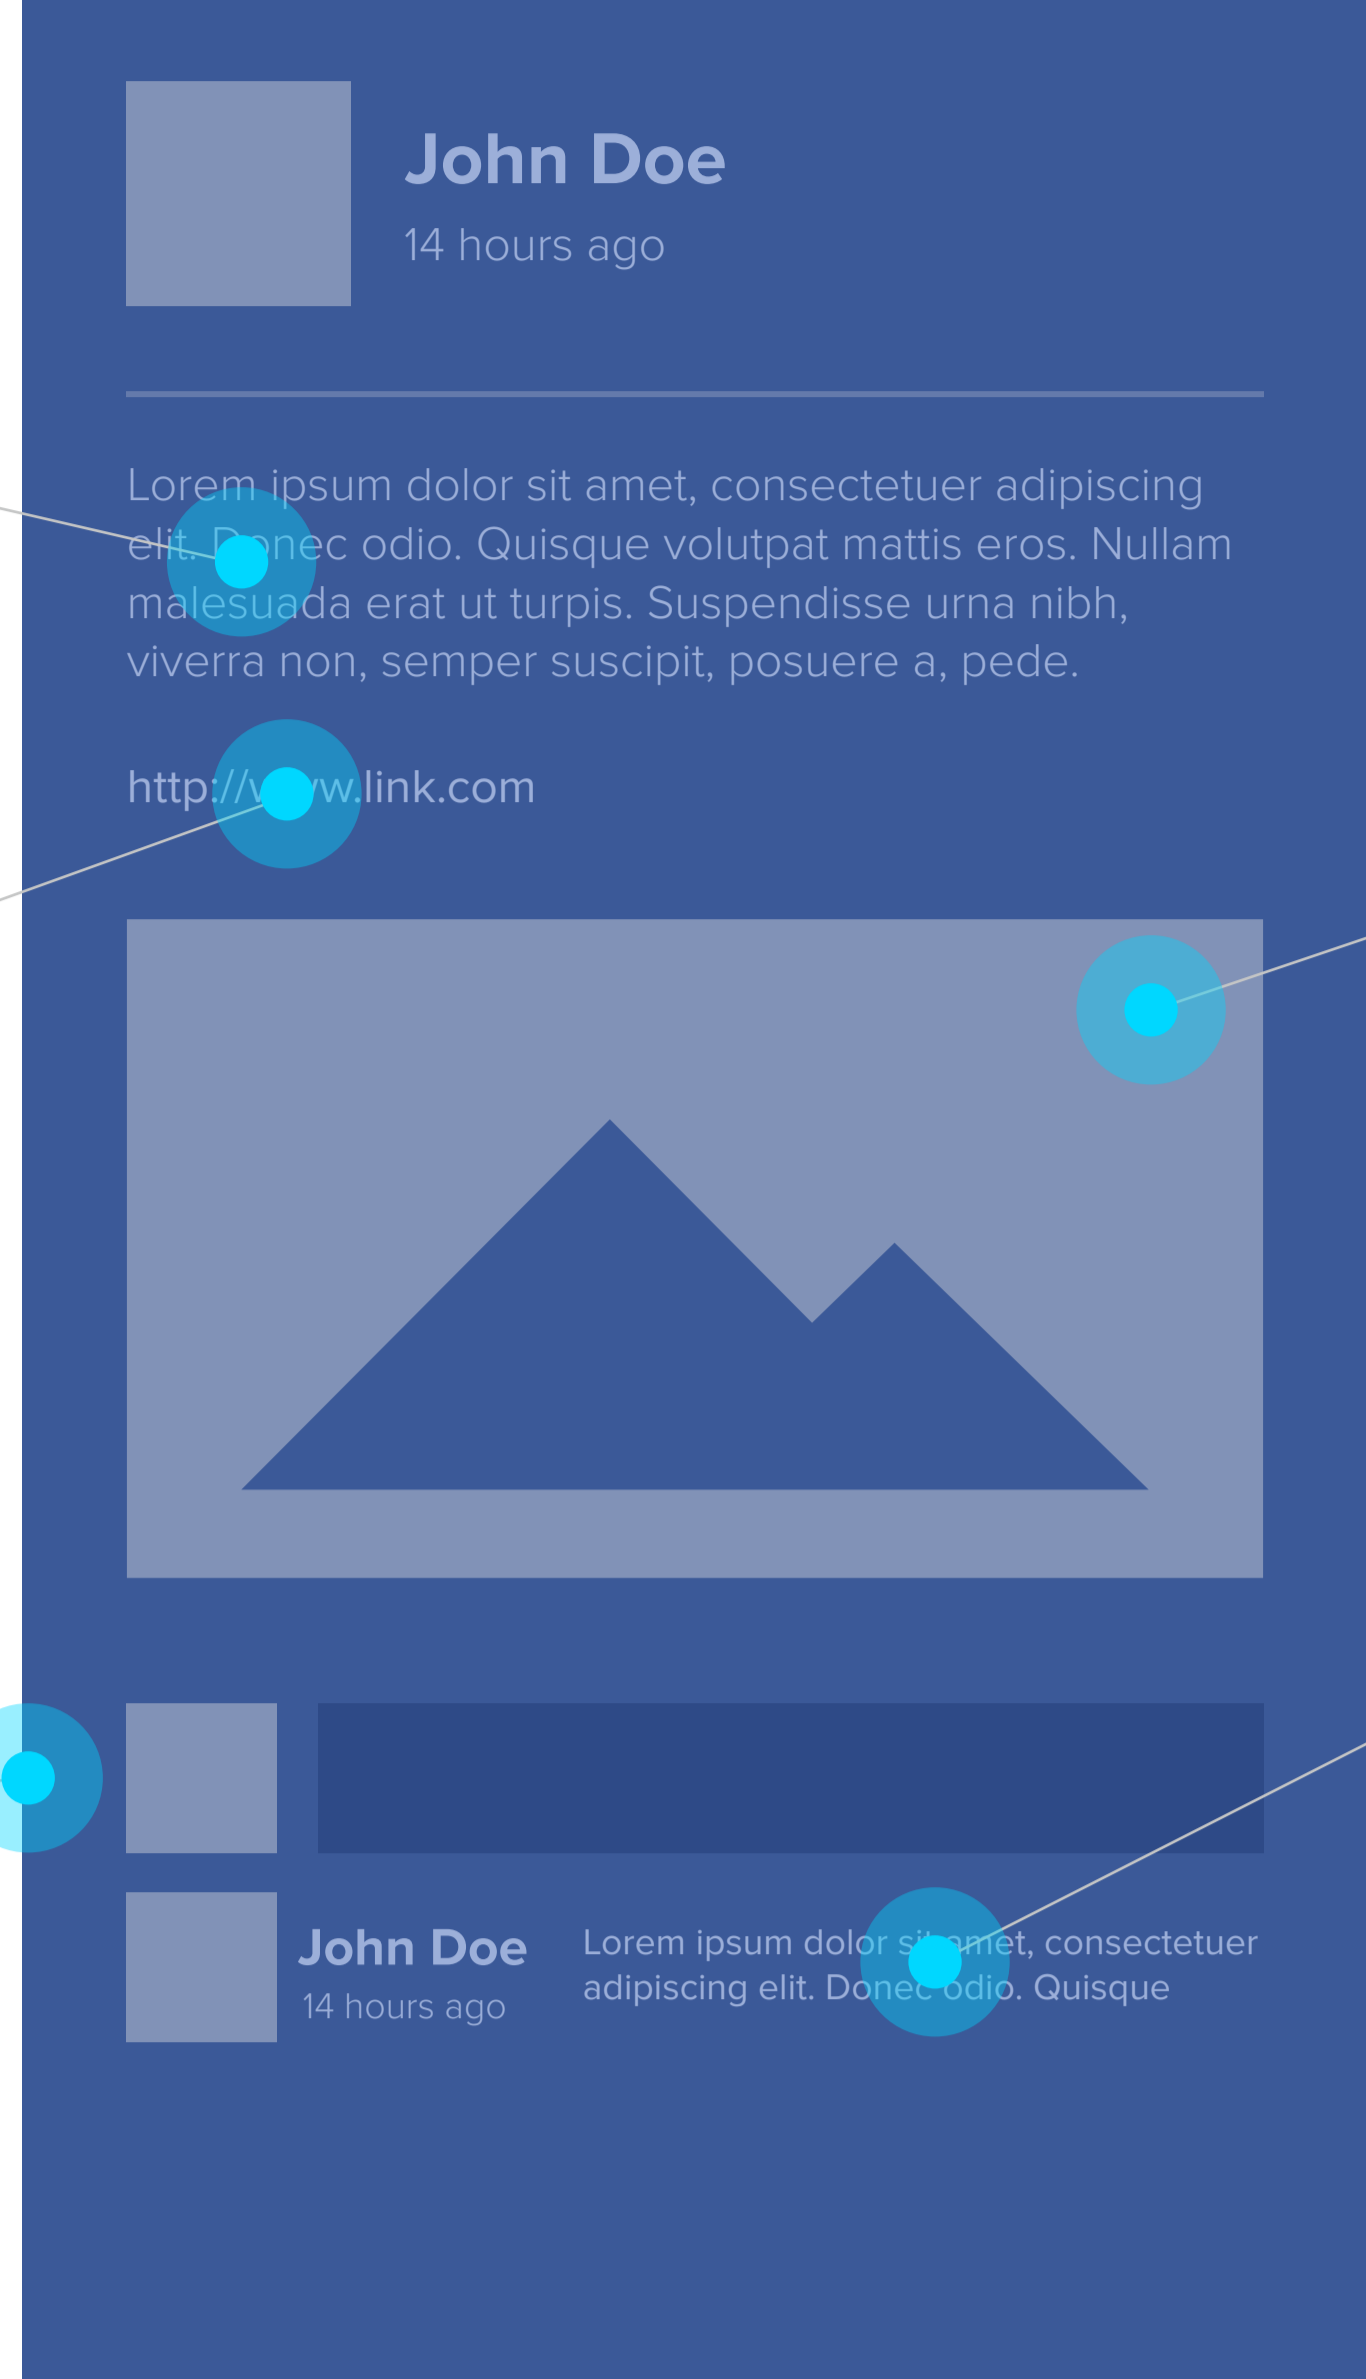 John Doe
14 hours ago
Lorem ipsum dolor sit amet, consectetuer adipiscing
elit. Donec odio. Quisque volutpat mattis eros. Nullam
malesuada erat ut turpis. Suspendisse urna nibh,
viverra non, semper suscipit, posuere a, pede.
http://www.link.com
John Doe
14 hours ago
Lorem ipsum dolor sit amet, consectetuer
adipiscing elit. Donec odio. Quisque